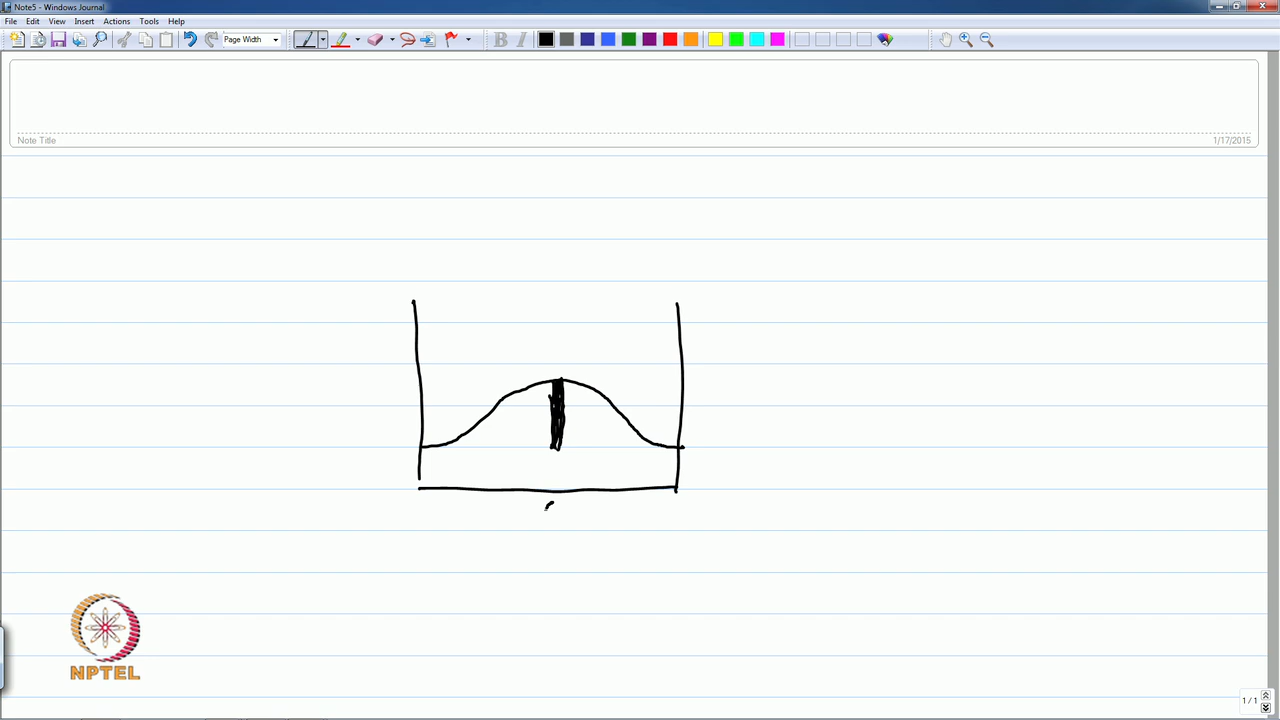 Note5 - Windows Journal
File Edit View Insert Actions Tools Help
Page Width B I
Note Title 1/17/2015
NPTEL
1/1